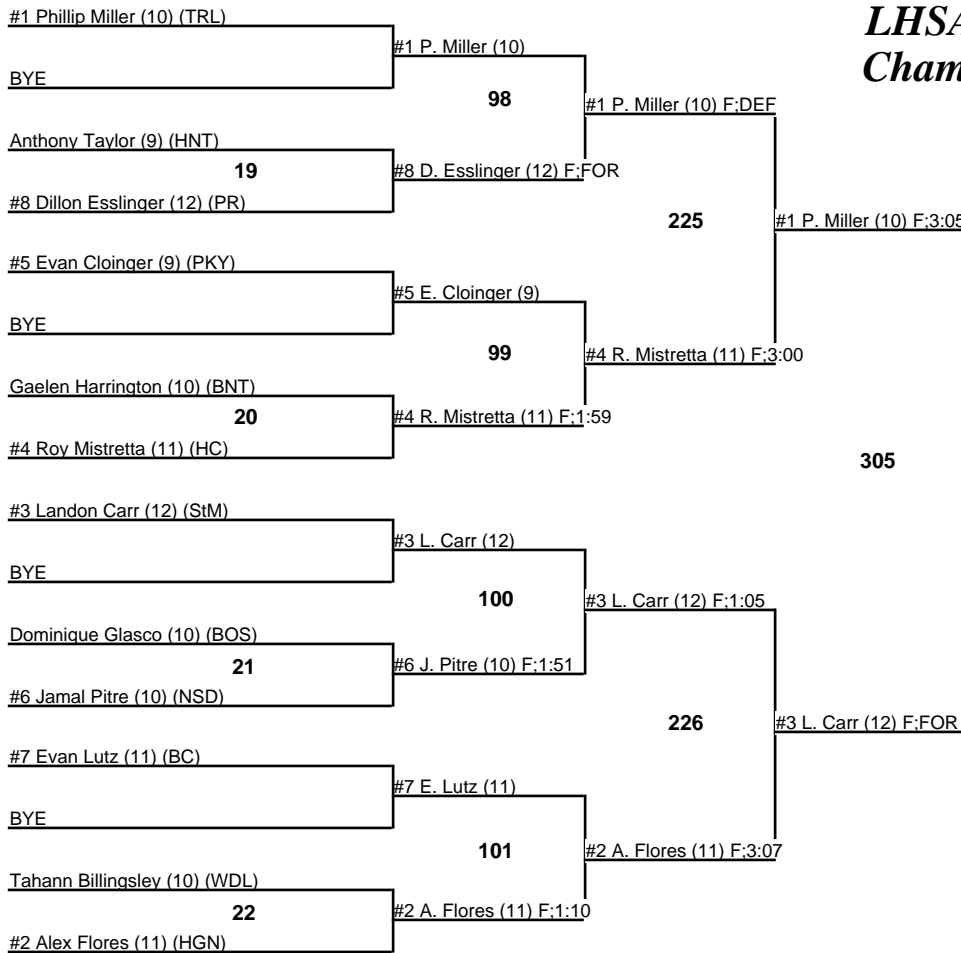 #1 Phillip Miller (10) (TRL)
BYE
Anthony Taylor (9) (HNT)
19
#8 Dillon Esslinger (12) (PR)
#5 Evan Cloinger (9) (PKY)
BYE
Gaelen Harrington (10) (BNT)
20
#4 Roy Mistretta (11) (HC)
#3 Landon Carr (12) (StM)
BYE
Dominique Glasco (10) (BOS)
21
#6 Jamal Pitre (10) (NSD)
#7 Evan Lutz (11) (BC)
BYE
Tahann Billingsley (10) (WDL)
22
#2 Alex Flores (11) (HGN)
#1 P. Miller (10)
98
#8 D. Esslinger (12) F;FOR
#5 E. Cloinger (9)
99
#4 R. Mistretta (11) F;1:59
#3 L. Carr (12)
100
#6 J. Pitre (10) F;1:51
#7 E. Lutz (11)
101
#2 A. Flores (11) F;1:10
#1 P. Miller (10) F;DEF
225
#4 R. Mistretta (11) F;3:00
#3 L. Carr (12) F;1:05
226
#2 A. Flores (11) F;3:07
LHSA
Cham
#1 P. Miller (10) F;3:05
305
#3 L. Carr (12) F;FOR